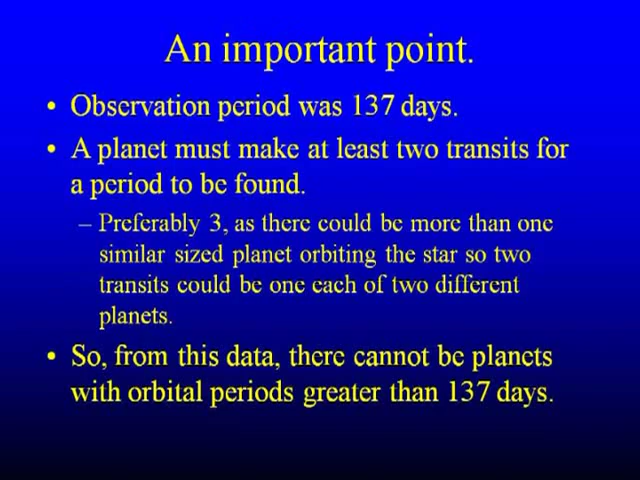 An important point.
• Observation period was 137 days.
• A planet must make at least two transits for
a period to be found.
– Preferably 3, as there could be more than one
similar sized planet orbiting the star so two
transits could be one each of two different
planets.
• So, from this data, there cannot be planets
with orbital periods greater than 137 days.